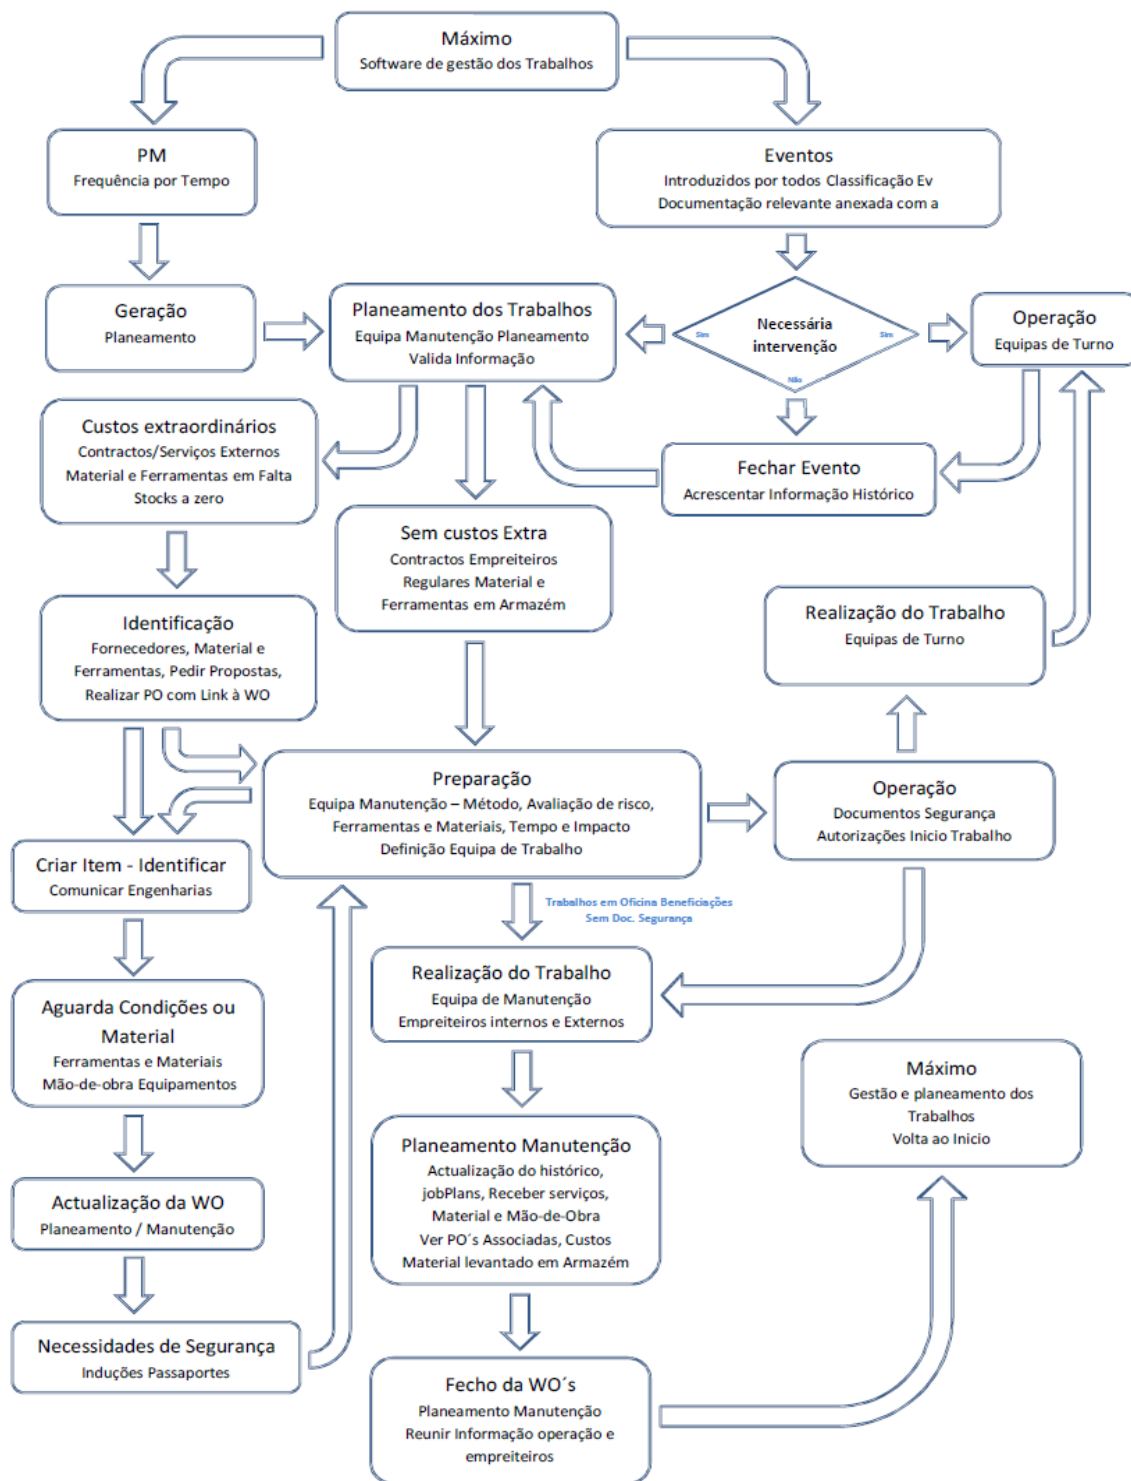 Máximo
Software de gestão dos Trabalhos
PM
Frequência por Tempo
Eventos
Introduzidos por todos Classificação Ev
Documentação relevante anexada com a
Geração
Planeamento
Planeamento dos Trabalhos
Equipa Manutenção Planeamento
Valida Informação
Necessária
intervenção
Sim
Sim
Não
Operação
Equipas de Turno
Custos extraordinários
Contractos/Serviços Externos
Material e Ferramentas em Falta
Stocks a zero
Fechar Evento
Acrescentar Informação Histórico
Sem custos Extra
Contractos Empreiteiros
Regulares Material e
Ferramentas em Armazém
Identificação
Fornecedores, Material e
Ferramentas, Pedir Propostas,
Realizar PO com Link à WO
Realização do Trabalho
Equipas de Turno
Preparação
Equipa Manutenção – Método, Avaliação de risco,
Ferramentas e Materiais, Tempo e Impacto
Definição Equipa de Trabalho
Operação
Documentos Segurança
Autorizações Inicio Trabalho
Criar Item - Identificar
Comunicar Engenharias
Trabalhos em Oficina Beneficiações
Sem Doc. Segurança
Realização do Trabalho
Equipa de Manutenção
Empreiteiros internos e Externos
Aguarda Condições ou
Material
Ferramentas e Materiais
Mão-de-obra Equipamentos
Máximo
Gestão e planeamento dos
Trabalhos
Volta ao Inicio
Planeamento Manutenção
Actualização do histórico,
jobPlans, Receber serviços,
Material e Mão-de-Obra
Ver PO´s Associadas, Custos
Material levantado em Armazém
Actualização da WO
Planeamento / Manutenção
Necessidades de Segurança
Induções Passaportes
Fecho da WO´s
Planeamento Manutenção
Reunir Informação operação e
empreiteiros